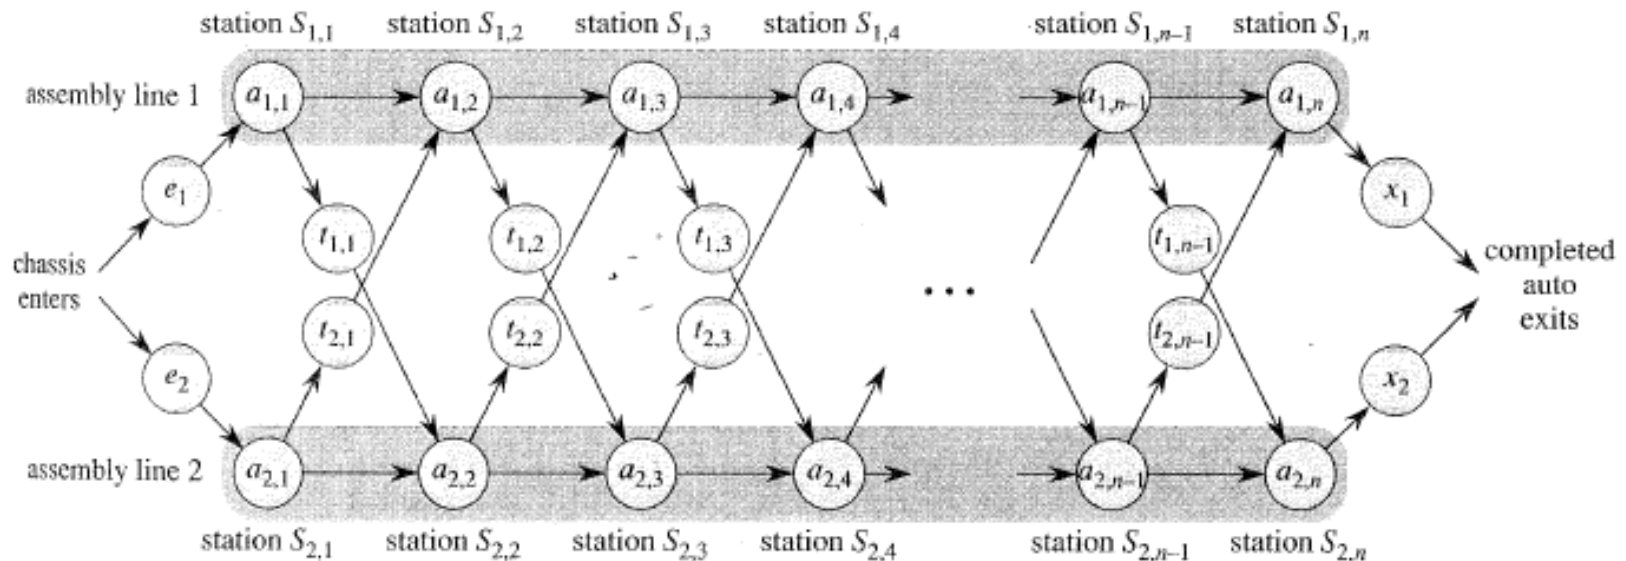 station S1,1 station S1,2 station S1,3 station S1,4 station S1,n–1 station S1,n
assembly line 1 a1,1 a1,2 a1,3 a1,4 a1,n–1 a1,n
e1 x1
t1,1 t1,2 t1,3 t1,n–1
chassis
enters
completed
auto
exits
...
t2,1 t2,2 t2,3 t2,n–1
e2 x2
assembly line 2 a2,1 a2,2 a2,3 a2,4 a2,n–1 a2,n
station S2,1 station S2,2 station S2,3 station S2,4 station S2,n–1 station S2,n